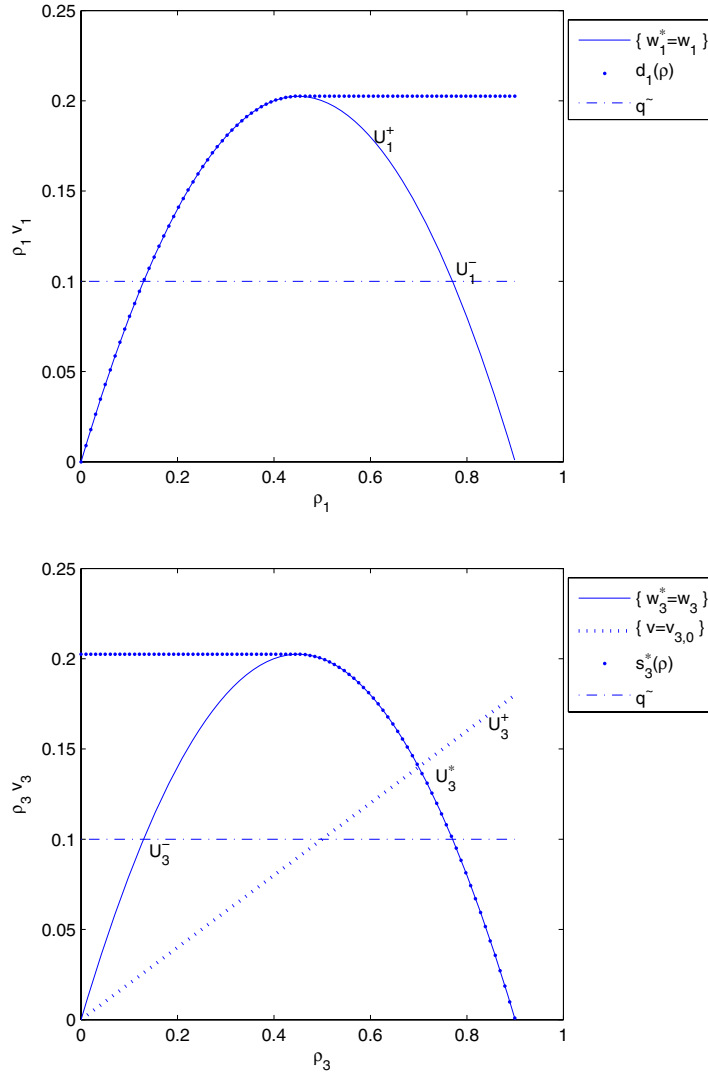 0.25
0.2
0.15
0.1
0.05
0
ρ₁ v₁
0 0.2 0.4 0.6 0.8 1
ρ₁
U₁⁺
U₁⁻
{ w₁*=w₁ }
d₁(ρ)
q~
0.25
0.2
0.15
0.1
0.05
0
ρ₃ v₃
0 0.2 0.4 0.6 0.8 1
ρ₃
U₃⁺
U₃*
U₃⁻
{ w₃*=w₃ }
{ v=v₃,₀ }
s₃*(ρ)
q~